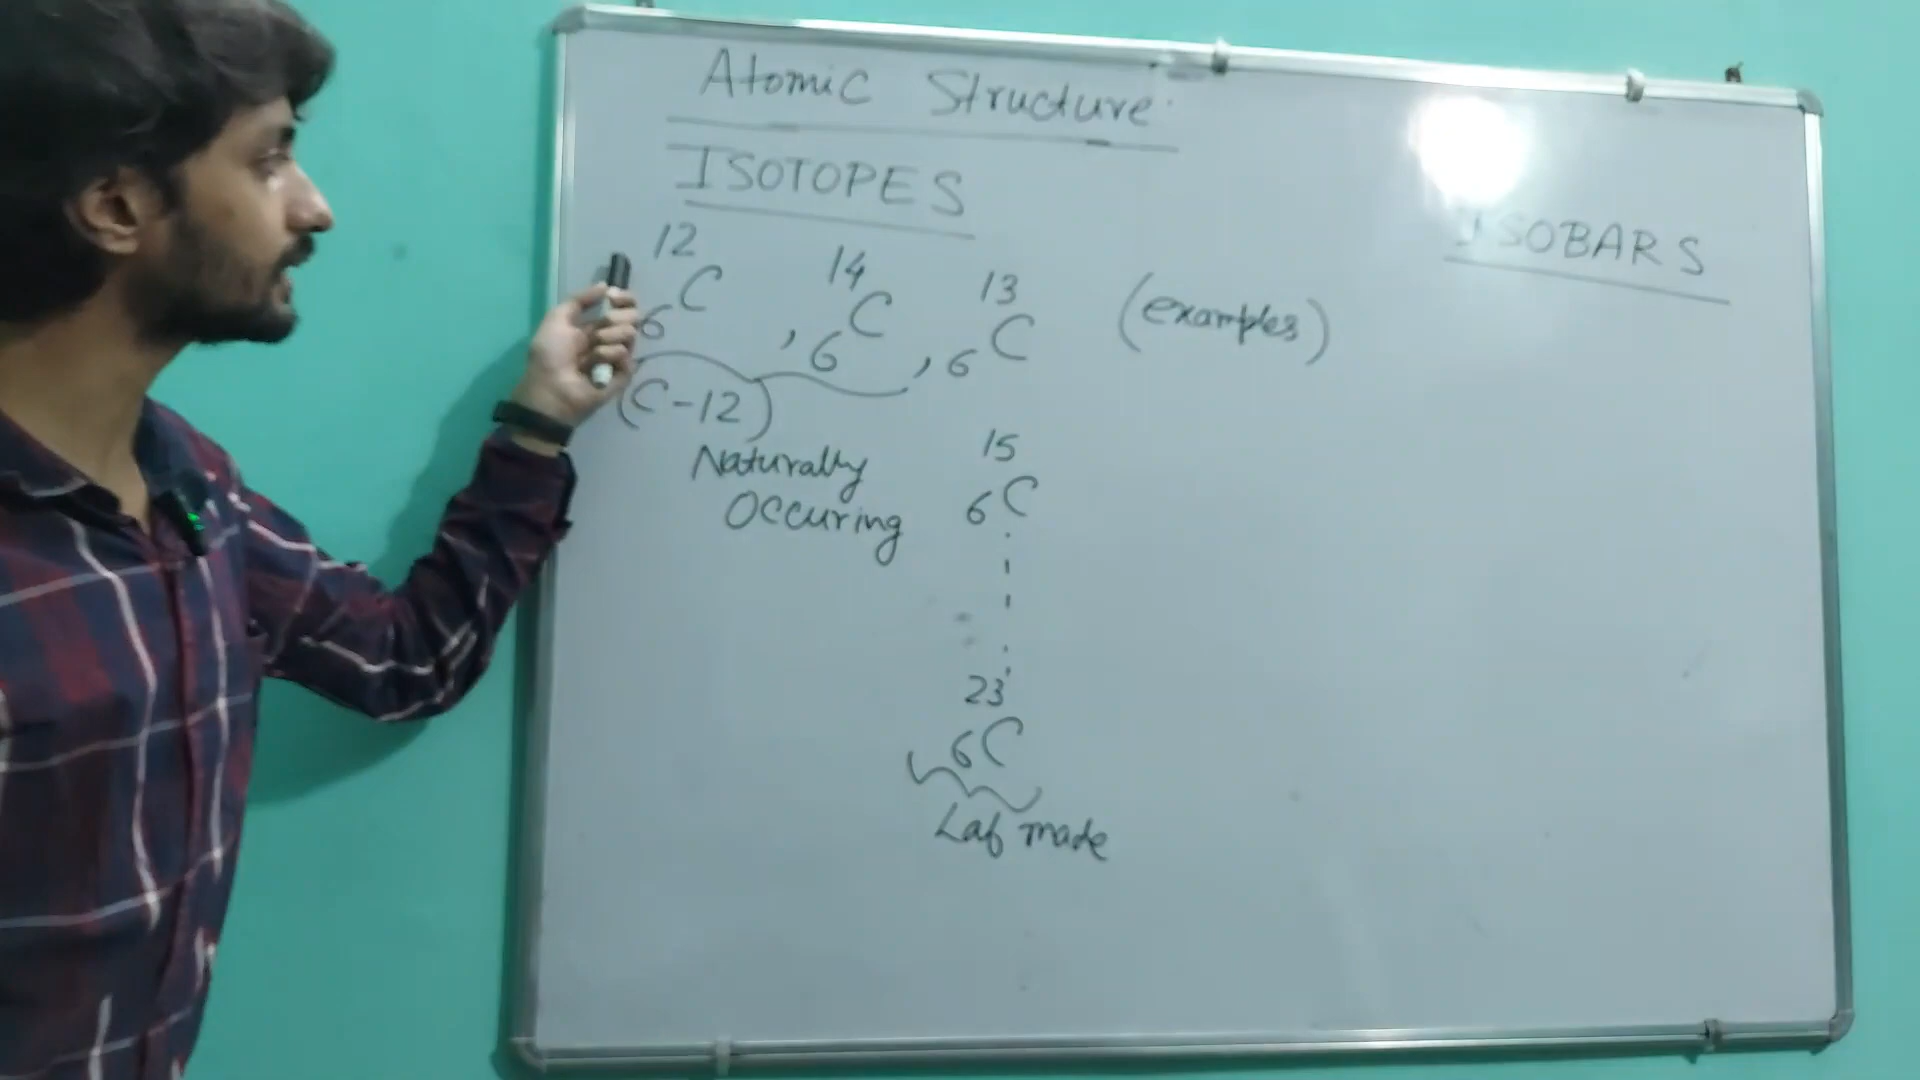 Atomic Structure
ISOTOPES
ISOBARS
12 14 13
C , C , C (examples)
6 6 6
(C-12)
Naturally
Occuring
15
6 C
23
6 C
Lab made